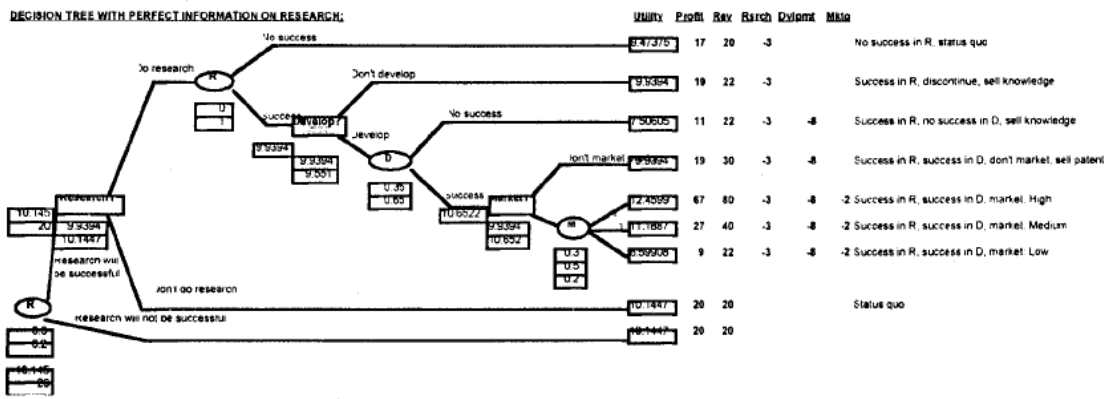 DECISION TREE WITH PERFECT INFORMATION ON RESEARCH:
Utility Profit Rev Rsrch Dvlpmt Mktg
No success
9.47375 17 20 -3 No success in R, status quo
Do research
R
Don't develop
9.9394 19 22 -3 Success in R, discontinue, sell knowledge
0
1
Success
Develop?
No success
7.50605 11 22 -3 -8 Success in R, no success in D, sell knowledge
Develop
9.9394
D
9.9394
9.551
Don't market
9.9394 19 30 -3 -8 Success in R, success in D, don't market, sell patent
0.35
0.65
Success
Market?
12.4599 67 80 -3 -8 -2 Success in R, success in D, market: High
Research?
10.145
20
9.9394
10.1447
10.6522
9.9394
10.652
M
11.1887 27 40 -3 -8 -2 Success in R, success in D, market: Medium
9 22 -3 -8 -2 Success in R, success in D, market: Low
0.3
0.5
0.2
Research will
be successful
Don't do research
R
10.1447 20 20 Status quo
Research will not be successful
0.2
10.1447 20 20
10.145
20